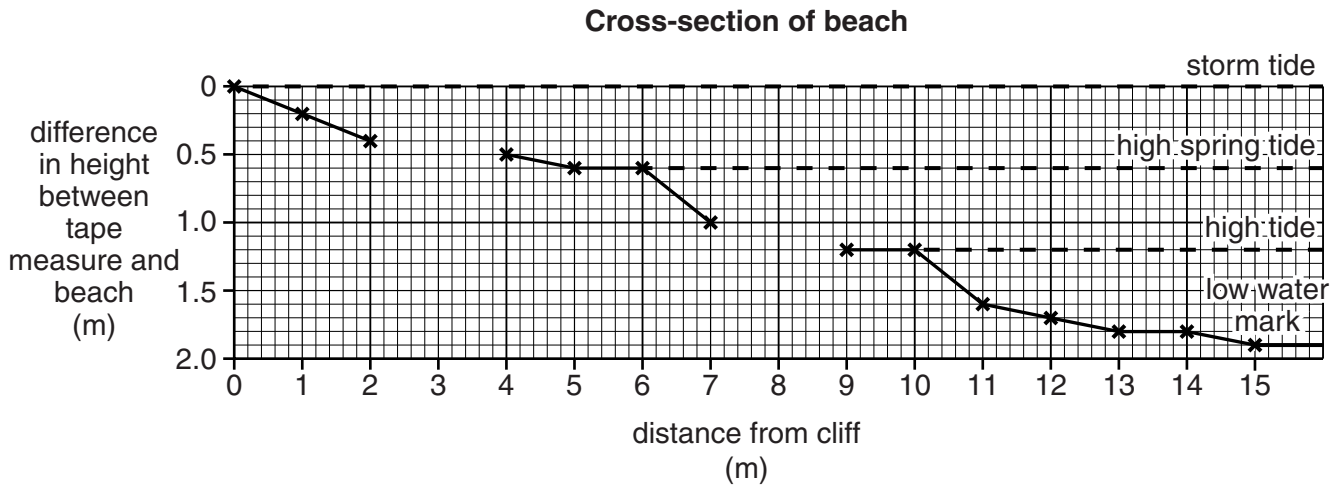 Cross-section of beach
storm tide
0
difference
in height
between
tape
measure and
beach
(m)
0.5
high spring tide
1.0
high tide
1.5
low water
mark
2.0
0 1 2 3 4 5 6 7 8 9 10 11 12 13 14 15
distance from cliff
(m)